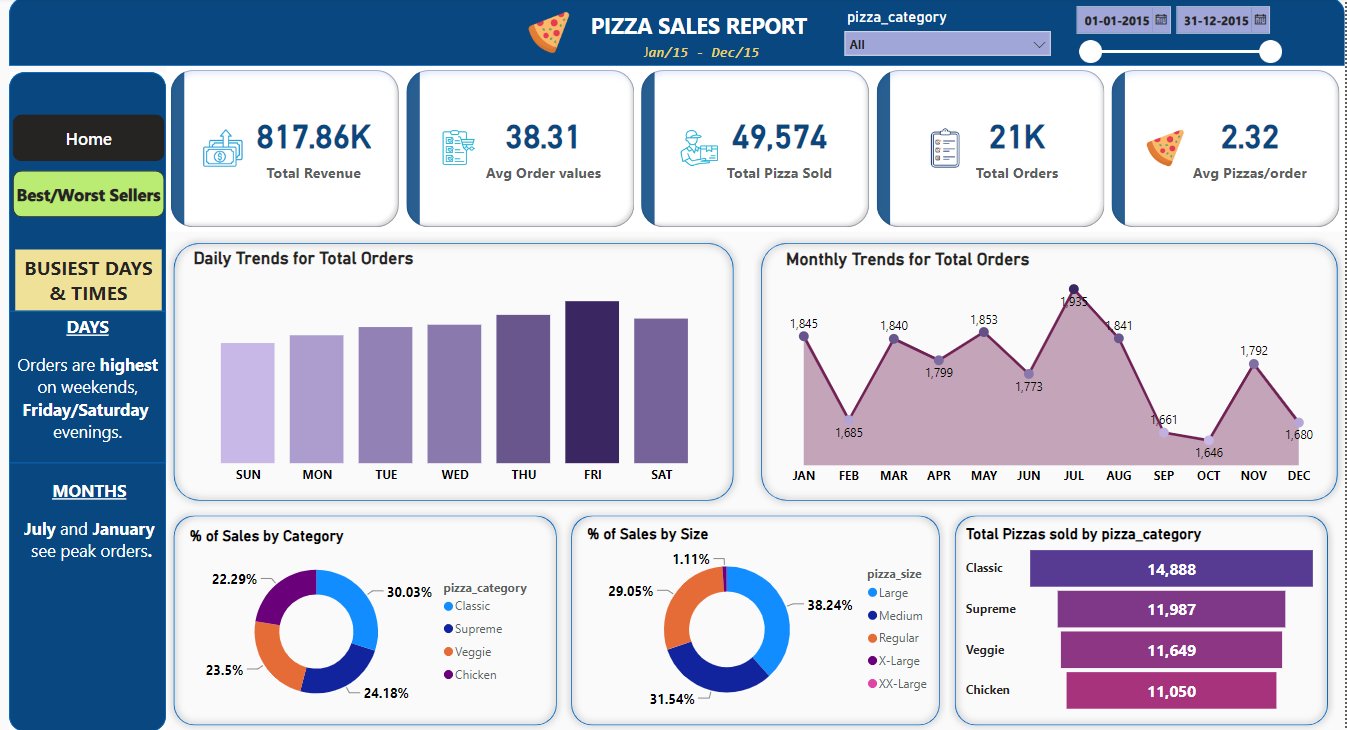 PIZZA SALES REPORT
Jan/15 - Dec/15
pizza_category
All
01-01-2015
31-12-2015
Home
Best/Worst Sellers
BUSIEST DAYS
& TIMES
DAYS
Orders are highest
on weekends,
Friday/Saturday
evenings.
MONTHS
July and January
see peak orders.
817.86K
Total Revenue
38.31
Avg Order values
49,574
Total Pizza Sold
21K
Total Orders
2.32
Avg Pizzas/order
Daily Trends for Total Orders
SUN MON TUE WED THU FRI SAT
Monthly Trends for Total Orders
1,845
1,685
1,840
1,799
1,853
1,773
1,935
1,841
1,661
1,646
1,792
1,680
JAN FEB MAR APR MAY JUN JUL AUG SEP OCT NOV DEC
% of Sales by Category
22.29%
30.03%
23.5%
24.18%
pizza_category
Classic
Supreme
Veggie
Chicken
% of Sales by Size
1.11%
29.05%
38.24%
31.54%
pizza_size
Large
Medium
Regular
X-Large
XX-Large
Total Pizzas sold by pizza_category
Classic 14,888
Supreme 11,987
Veggie 11,649
Chicken 11,050